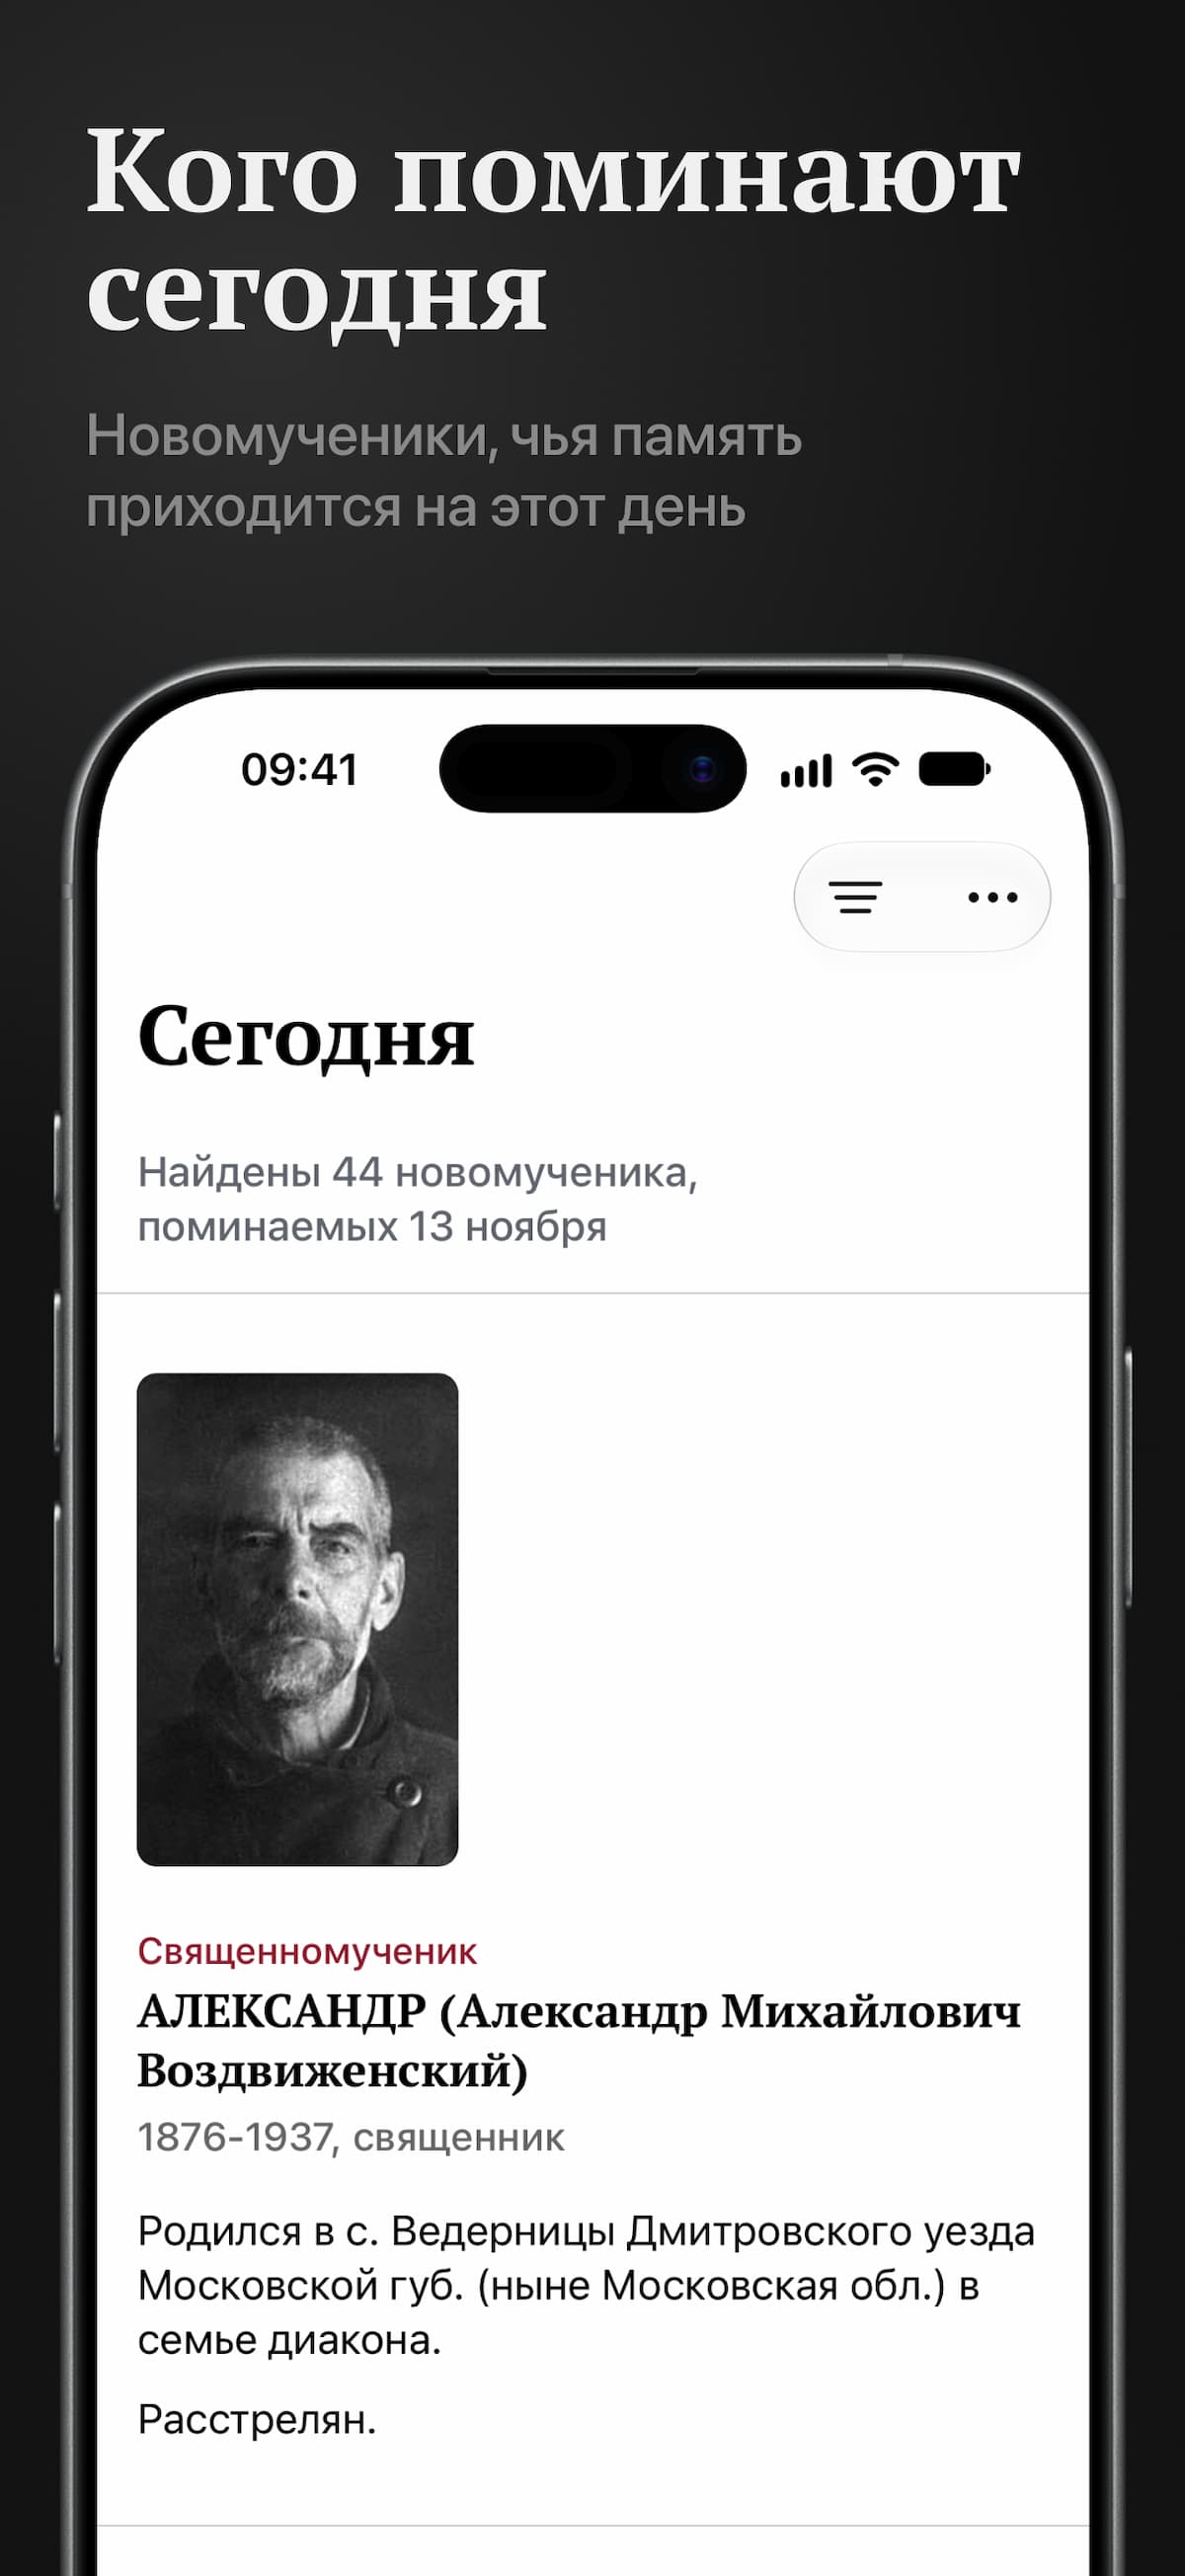 Кого поминают
сегодня
Новомученики, чья память
приходится на этот день
09:41
Сегодня
Найдены 44 новомученика,
поминаемых 13 ноября
Священномученик
АЛЕКСАНДР (Александр Михайлович
Воздвиженский)
1876-1937, священник
Родился в с. Ведерницы Дмитровского уезда
Московской губ. (ныне Московская обл.) в
семье диакона.
Расстрелян.